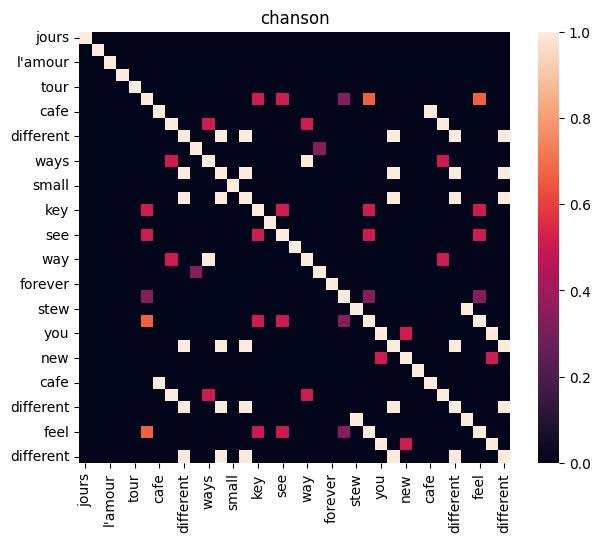 chanson
jours
l'amour
tour
cafe
different
ways
small
key
see
way
forever
stew
you
new
cafe
different
feel
different
1.0
0.8
0.6
0.4
0.2
0.0
jours
l'amour
tour
cafe
different
ways
small
key
see
way
forever
stew
you
new
cafe
different
feel
different